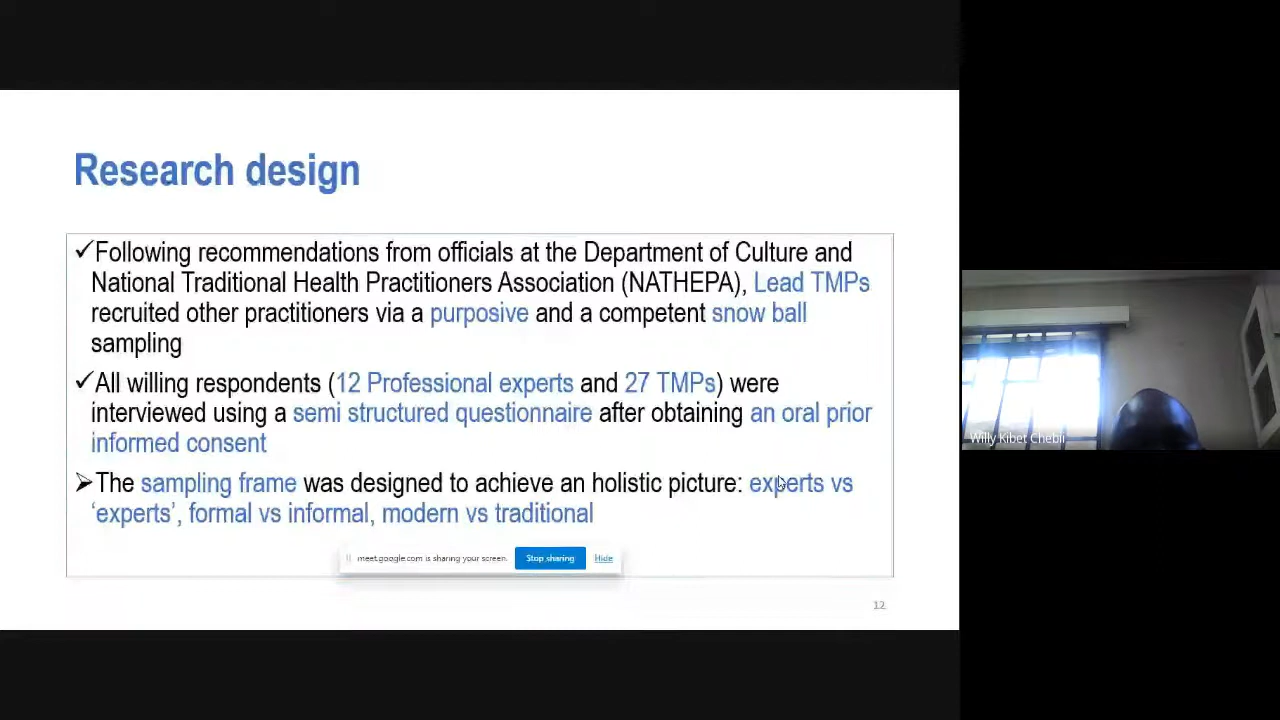 Research design
✓Following recommendations from officials at the Department of Culture and
National Traditional Health Practitioners Association (NATHEPA), Lead TMPs
recruited other practitioners via a purposive and a competent snow ball
sampling
✓All willing respondents (12 Professional experts and 27 TMPs) were
interviewed using a semi structured questionnaire after obtaining an oral prior
informed consent
➢The sampling frame was designed to achieve an holistic picture: experts vs
‘experts’, formal vs informal, modern vs traditional
meet.google.com is sharing your screen. Stop sharing Hide
12
Willy Kibet Chebii